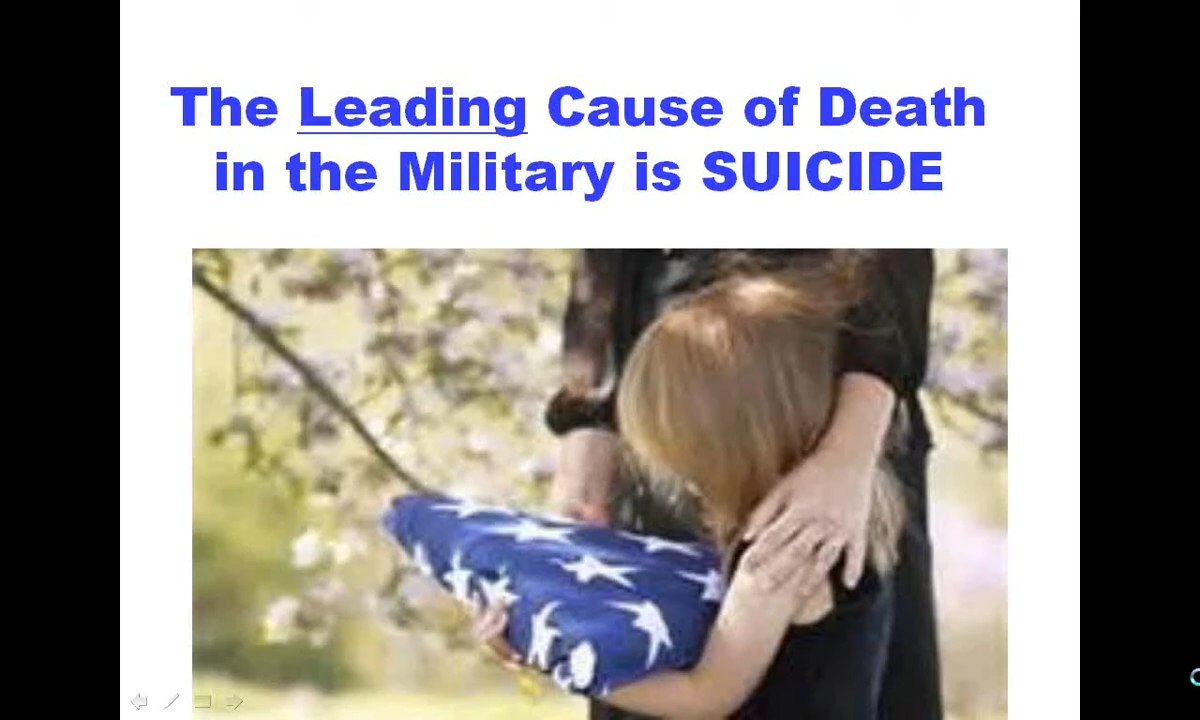 The Leading Cause of Death
in the Military is SUICIDE